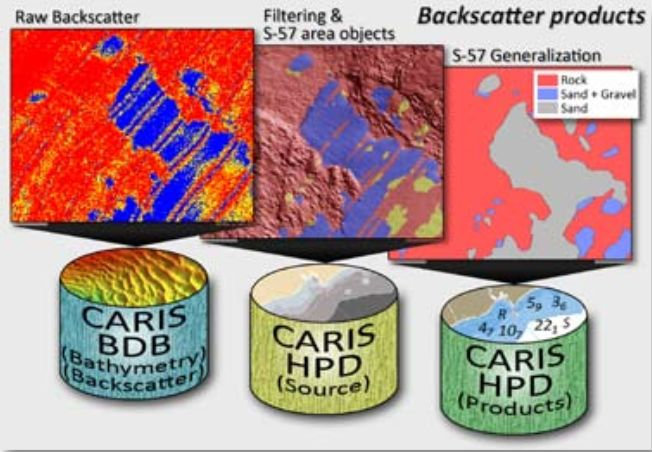 Backscatter products
Raw Backscatter
Filtering &
S-57 area objects
S-57 Generalization
Rock
Sand + Gravel
Sand
CARIS
BDB
(Bathymetry)
(Backscatter)
CARIS
HPD
(Source)
R 5₉ 3₆
4₇ 10₇ 22₁ S
CARIS
HPD
(Products)